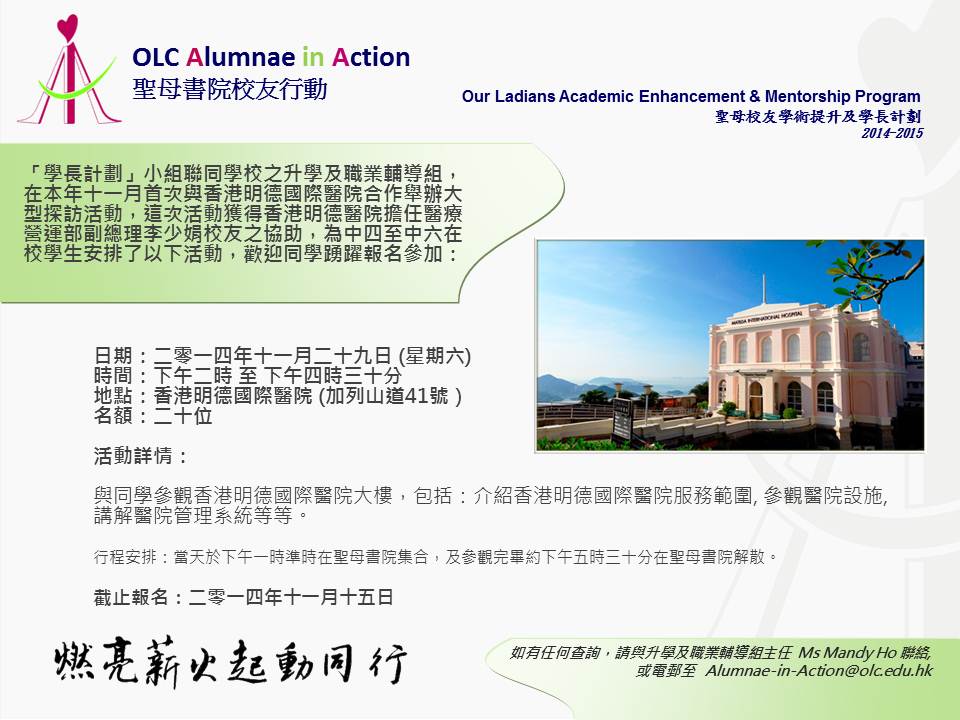 OLC Alumnae in Action
聖母書院校友行動
Our Ladians Academic Enhancement & Mentorship Program
聖母校友學術提升及學長計劃
2014-2015
「學長計劃」小組聯同學校之升學及職業輔導組，
在本年十一月首次與香港明德國際醫院合作舉辦大
型探訪活動，這次活動獲得香港明德醫院擔任醫療
營運部副總理李少娟校友之協助，為中四至中六在
校學生安排了以下活動，歡迎同學踴躍報名參加：
MATILDA INTERNATIONAL HOSPITAL
日期：二零一四年十一月二十九日 (星期六)
時間：下午二時 至 下午四時三十分
地點：香港明德國際醫院 (加列山道41號 )
名額：二十位
活動詳情：
與同學參觀香港明德國際醫院大樓，包括：介紹香港明德國際醫院服務範圍, 參觀醫院設施,
講解醫院管理系統等等。
行程安排：當天於下午一時準時在聖母書院集合，及參觀完畢約下午五時三十分在聖母書院解散。
截止報名：二零一四年十一月十五日
燃亮薪火起動同行
如有任何查詢，請與升學及職業輔導組主任 Ms Mandy Ho 聯絡,
或電郵至 Alumnae-in-Action@olc.edu.hk